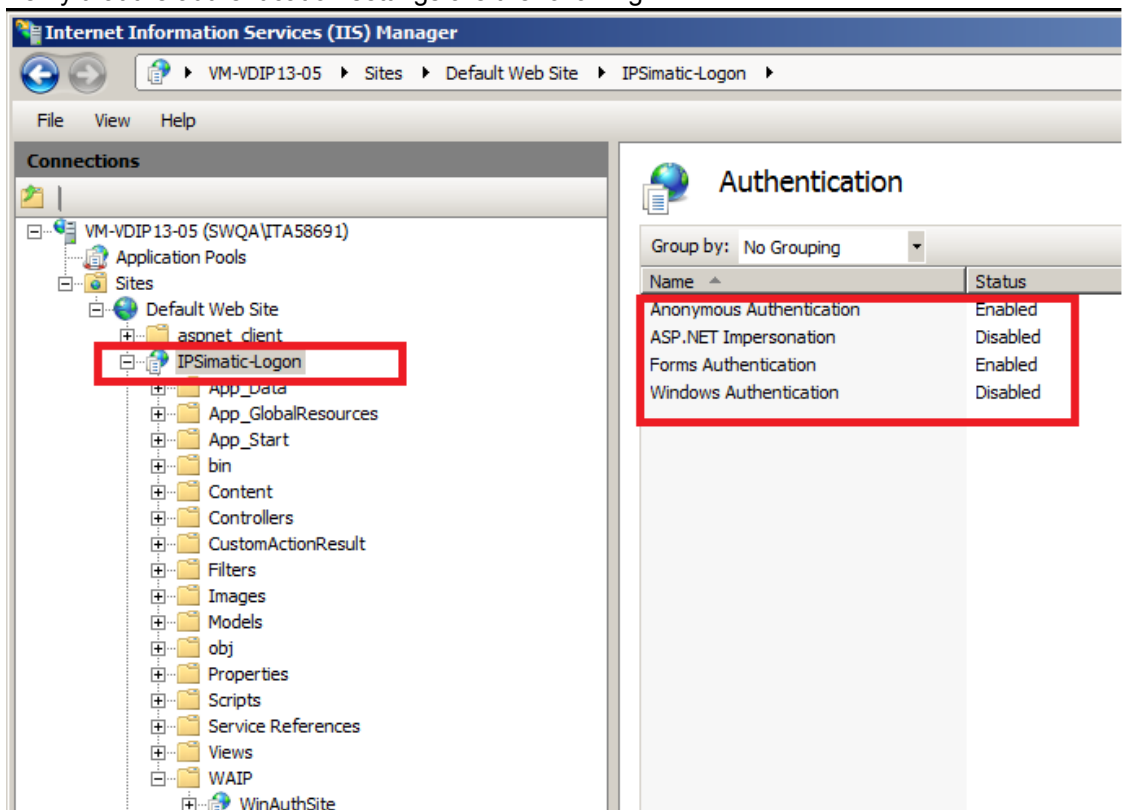 Internet Information Services (IIS) Manager
VM-VDIP13-05 Sites Default Web Site IPSimatic-Logon
File View Help
Connections
VM-VDIP13-05 (SWQA\ITA58691)
Application Pools
Sites
Default Web Site
aspnet_client
IPSimatic-Logon
App_Data
App_GlobalResources
App_Start
bin
Content
Controllers
CustomActionResult
Filters
Images
Models
obj
Properties
Scripts
Service References
Views
WAIP
WinAuthSite
Authentication
Group by: No Grouping
Name Status
Anonymous Authentication Enabled
ASP.NET Impersonation Disabled
Forms Authentication Enabled
Windows Authentication Disabled